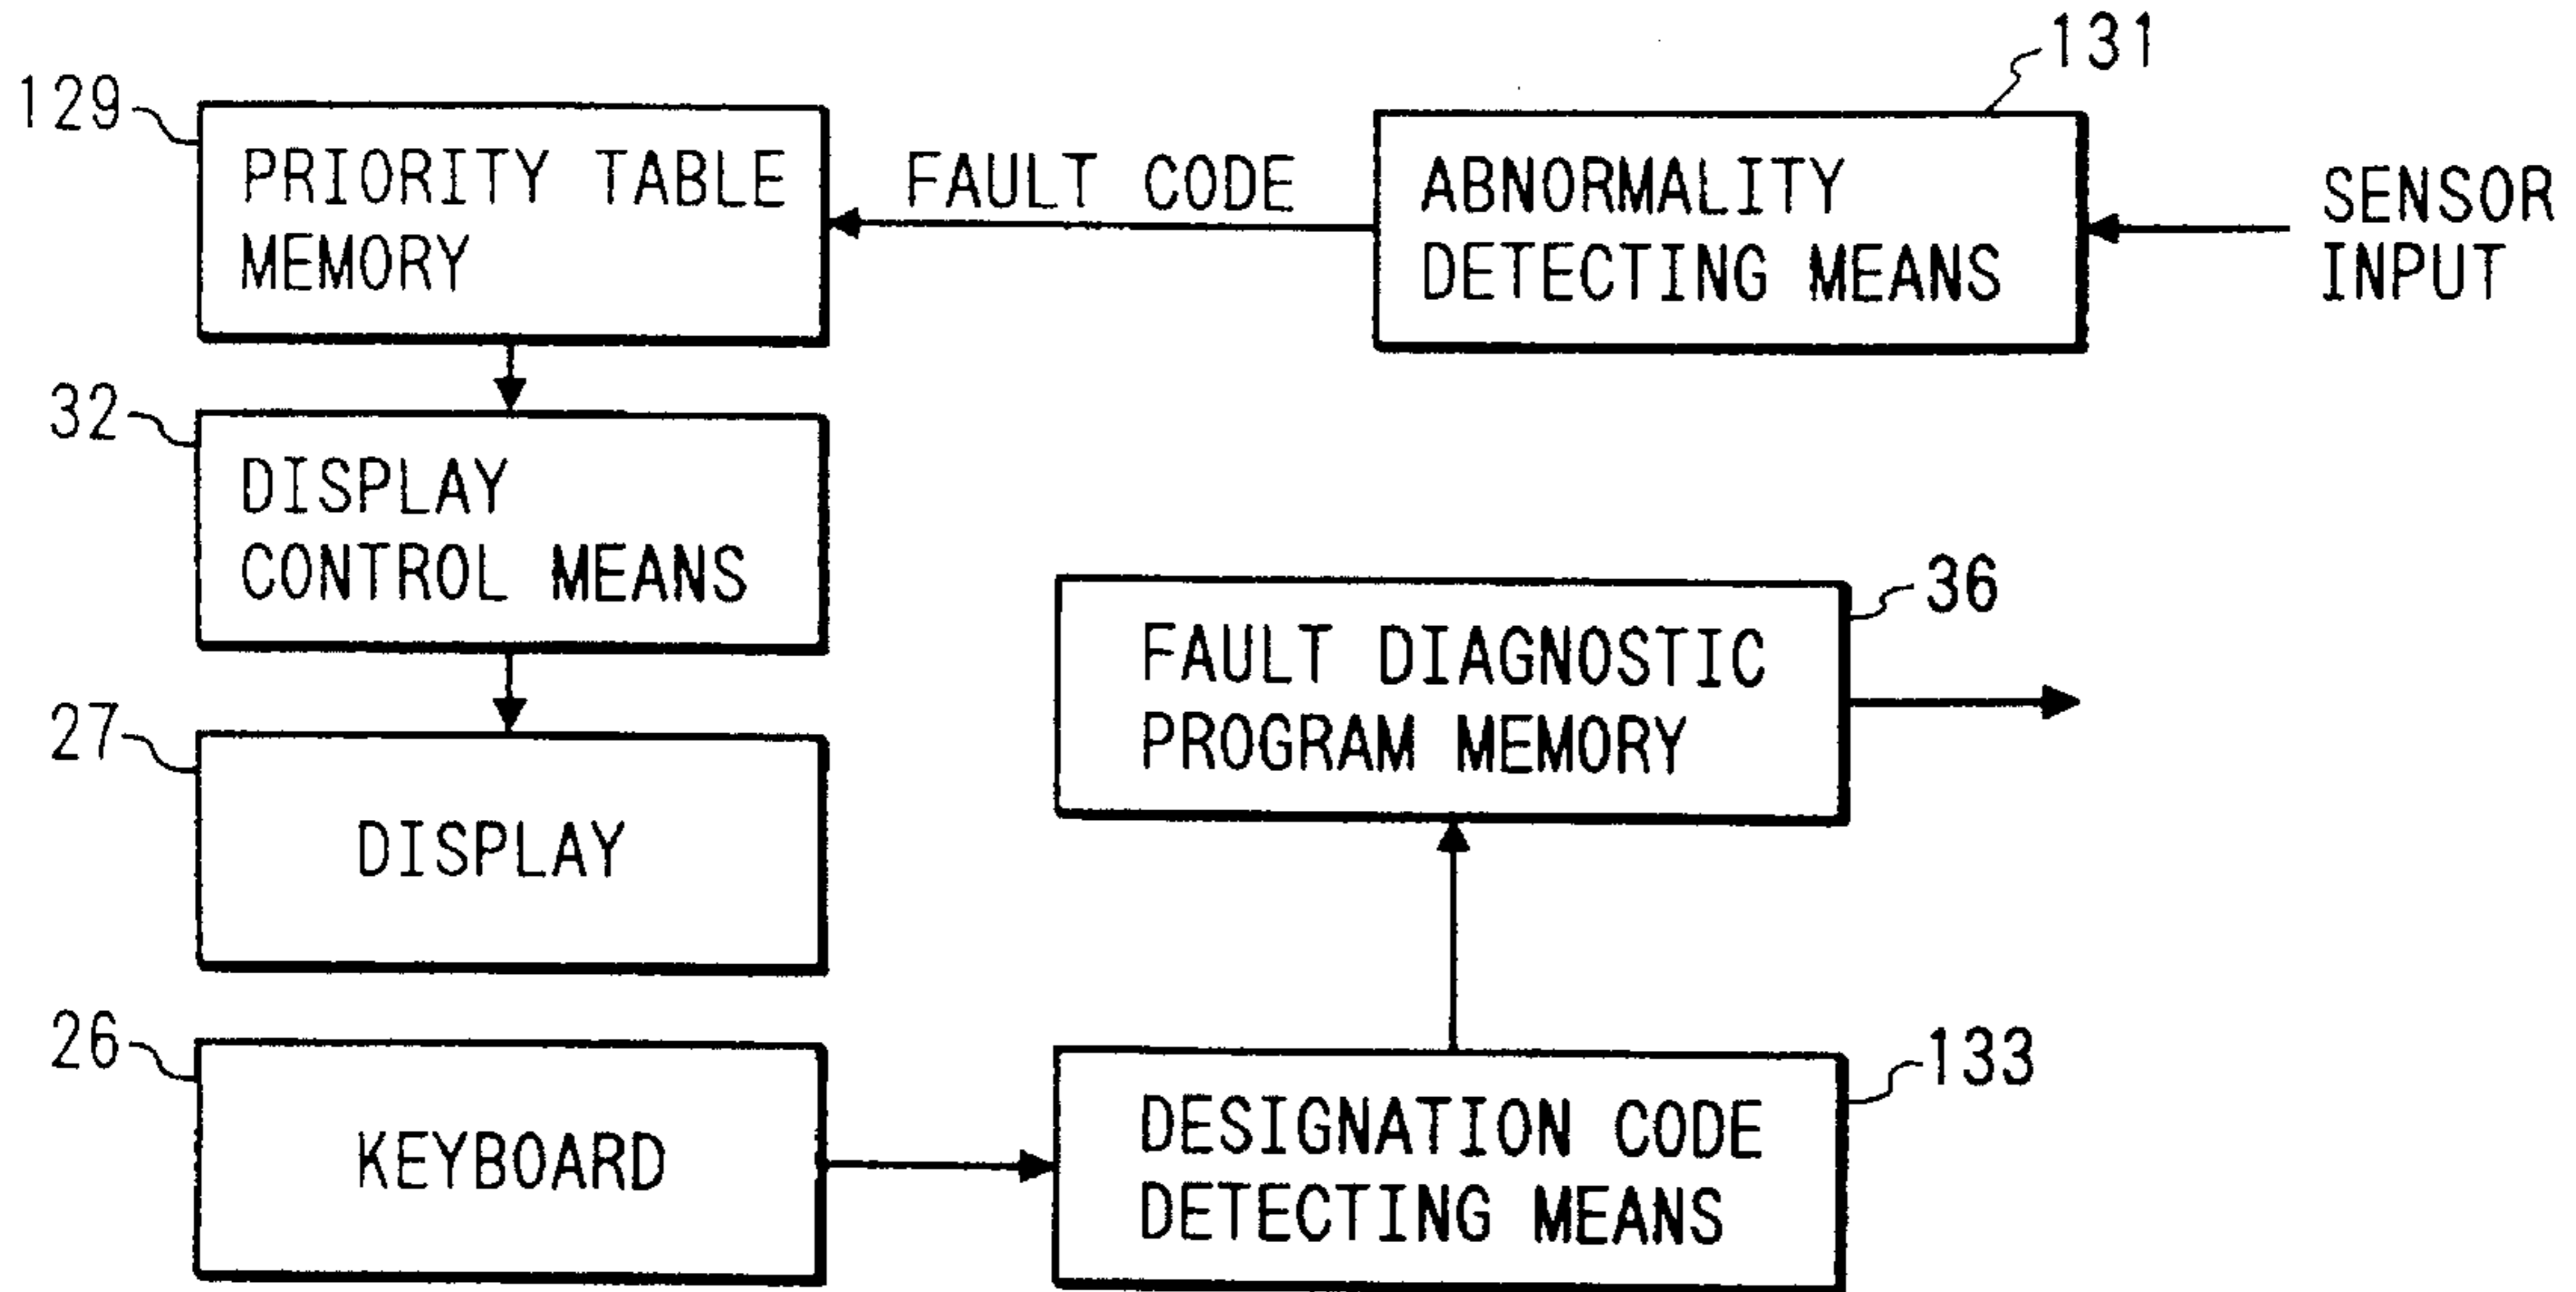 131
129
PRIORITY TABLE
MEMORY
FAULT CODE
ABNORMALITY
DETECTING MEANS
SENSOR
INPUT
32
DISPLAY
CONTROL MEANS
36
FAULT DIAGNOSTIC
PROGRAM MEMORY
27
DISPLAY
26
KEYBOARD
133
DESIGNATION CODE
DETECTING MEANS